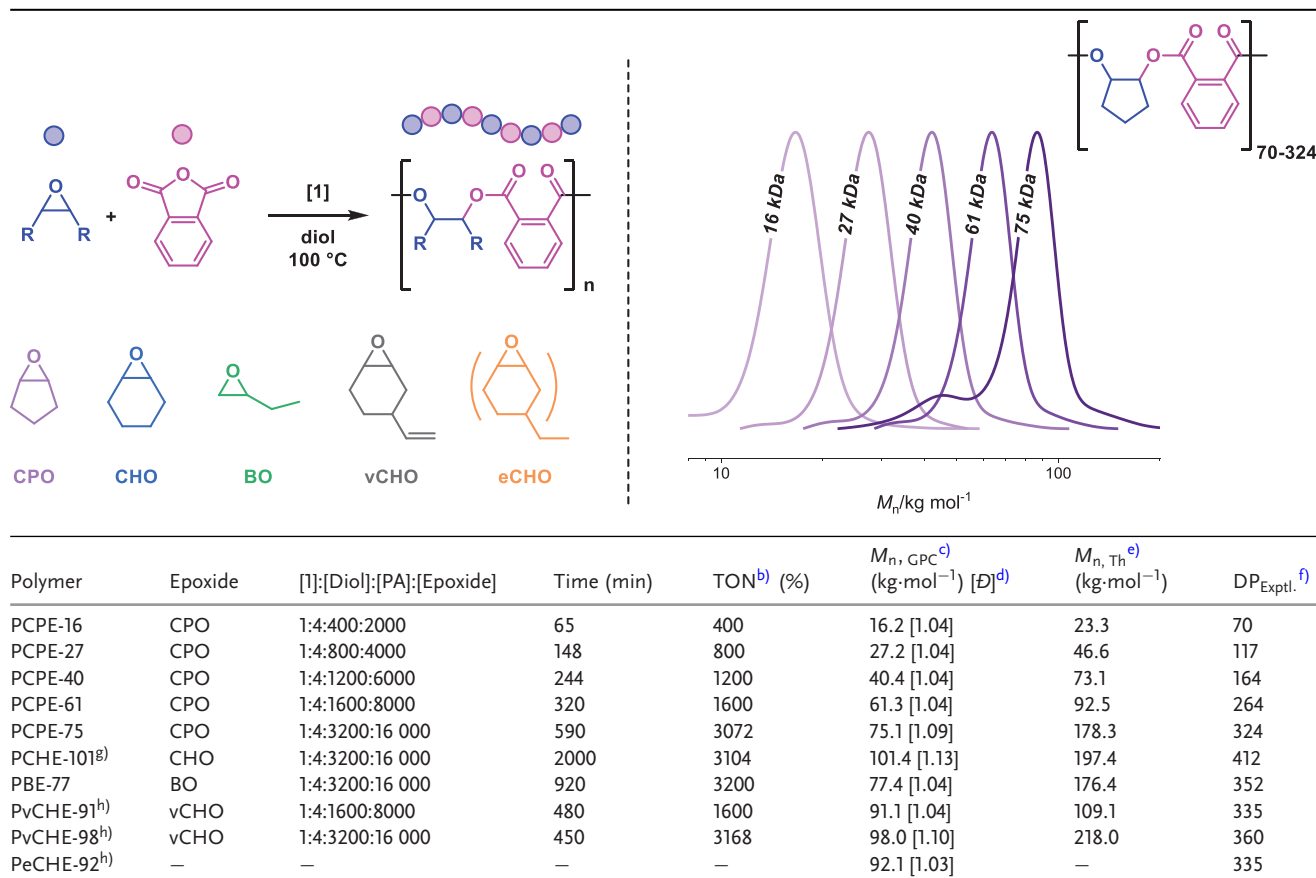 O
R
R
+
O
O
O
[1]
diol
100 °C
O
O
O
O
R
R
n
O
O
O
O
O
CPO
CHO
BO
vCHO
eCHO
O
O
O
O
70-324
16 kDa
27 kDa
40 kDa
61 kDa
75 kDa
10
100
Mn/kg mol-1
Polymer Epoxide [1]:[Diol]:[PA]:[Epoxide] Time (min) TONb) (%) Mn, GPCc) (kg·mol−1) [Đ]d) Mn, The) (kg·mol−1) DPExptl.f)
PCPE-16 CPO 1:4:400:2000 65 400 16.2 [1.04] 23.3 70
PCPE-27 CPO 1:4:800:4000 148 800 27.2 [1.04] 46.6 117
PCPE-40 CPO 1:4:1200:6000 244 1200 40.4 [1.04] 73.1 164
PCPE-61 CPO 1:4:1600:8000 320 1600 61.3 [1.04] 92.5 264
PCPE-75 CPO 1:4:3200:16 000 590 3072 75.1 [1.09] 178.3 324
PCHE-101g) CHO 1:4:3200:16 000 2000 3104 101.4 [1.13] 197.4 412
PBE-77 BO 1:4:3200:16 000 920 3200 77.4 [1.04] 176.4 352
PvCHE-91h) vCHO 1:4:1600:8000 480 1600 91.1 [1.04] 109.1 335
PvCHE-98h) vCHO 1:4:3200:16 000 450 3168 98.0 [1.10] 218.0 360
PeCHE-92h) – – – – 92.1 [1.03] – 335